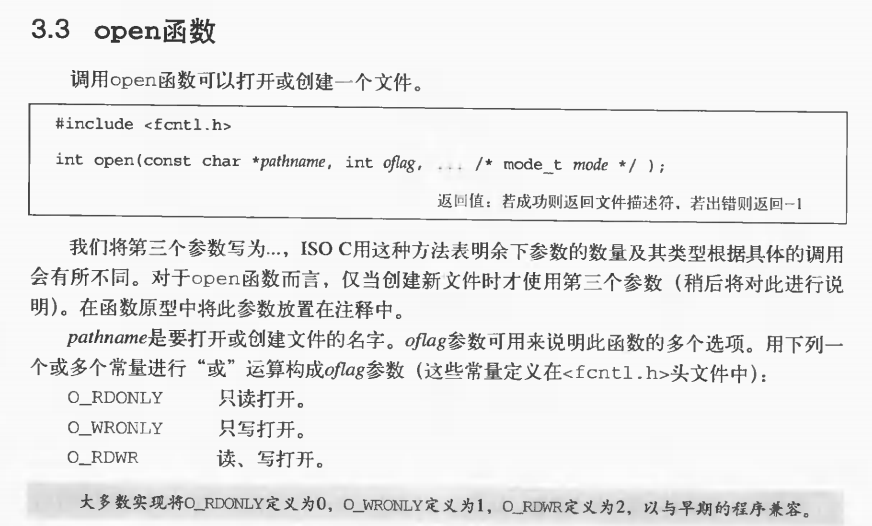 3.3 open函数
调用open函数可以打开或创建一个文件。
#include <fcntl.h>
int open(const char *pathname, int oflag, ... /* mode_t mode */ );
返回值：若成功则返回文件描述符，若出错则返回-1
我们将第三个参数写为...，ISO C用这种方法表明余下参数的数量及其类型根据具体的调用
会有所不同。对于open函数而言，仅当创建新文件时才使用第三个参数（稍后将对此进行说
明）。在函数原型中将此参数放置在注释中。
pathname是要打开或创建文件的名字。oflag参数可用来说明此函数的多个选项。用下列一
个或多个常量进行“或”运算构成oflag参数（这些常量定义在<fcntl.h>头文件中）：
O_RDONLY 只读打开。
O_WRONLY 只写打开。
O_RDWR 读、写打开。
大多数实现将O_RDONLY定义为0，O_WRONLY定义为1，O_RDWR定义为2，以与早期的程序兼容。